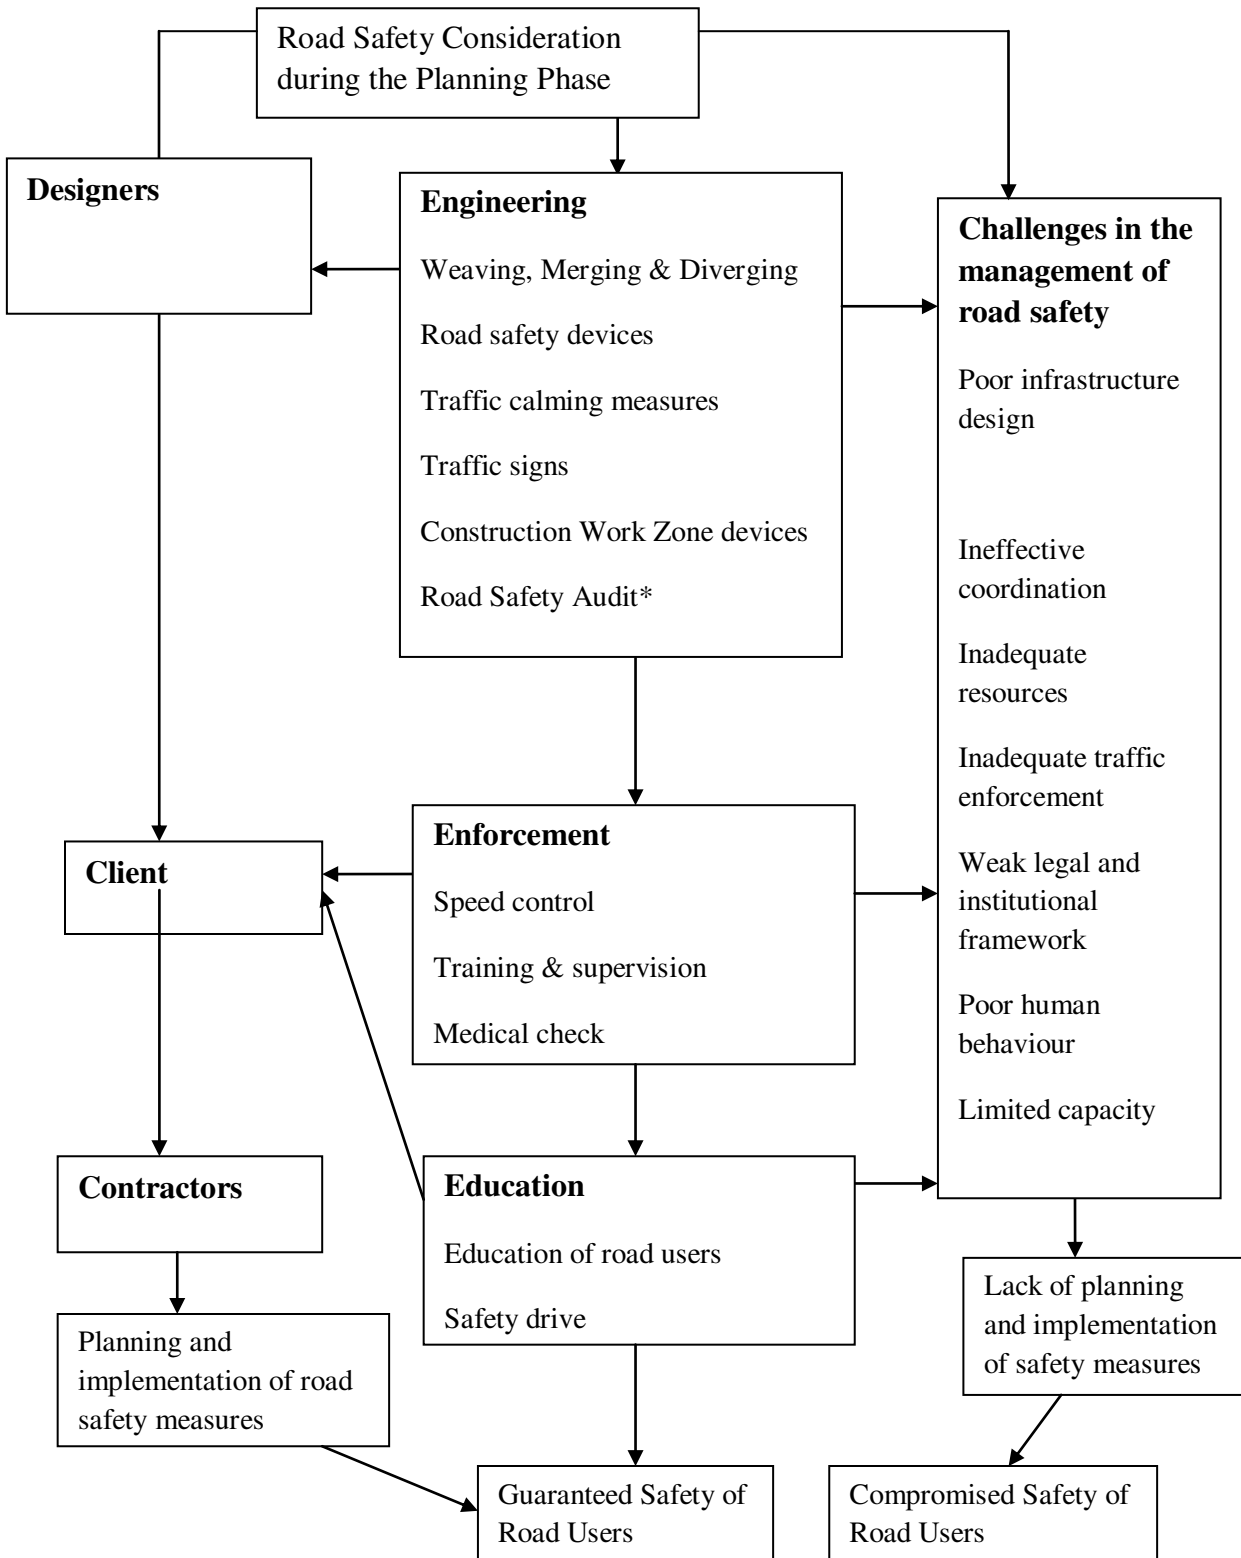 Road Safety Consideration
during the Planning Phase
Designers
Engineering
Weaving, Merging & Diverging
Road safety devices
Traffic calming measures
Traffic signs
Construction Work Zone devices
Road Safety Audit*
Challenges in the
management of
road safety
Poor infrastructure
design
Ineffective
coordination
Inadequate
resources
Inadequate traffic
enforcement
Weak legal and
institutional
framework
Poor human
behaviour
Limited capacity
Client
Enforcement
Speed control
Training & supervision
Medical check
Contractors
Education
Education of road users
Safety drive
Planning and
implementation of road
safety measures
Lack of planning
and implementation
of safety measures
Guaranteed Safety of
Road Users
Compromised Safety of
Road Users